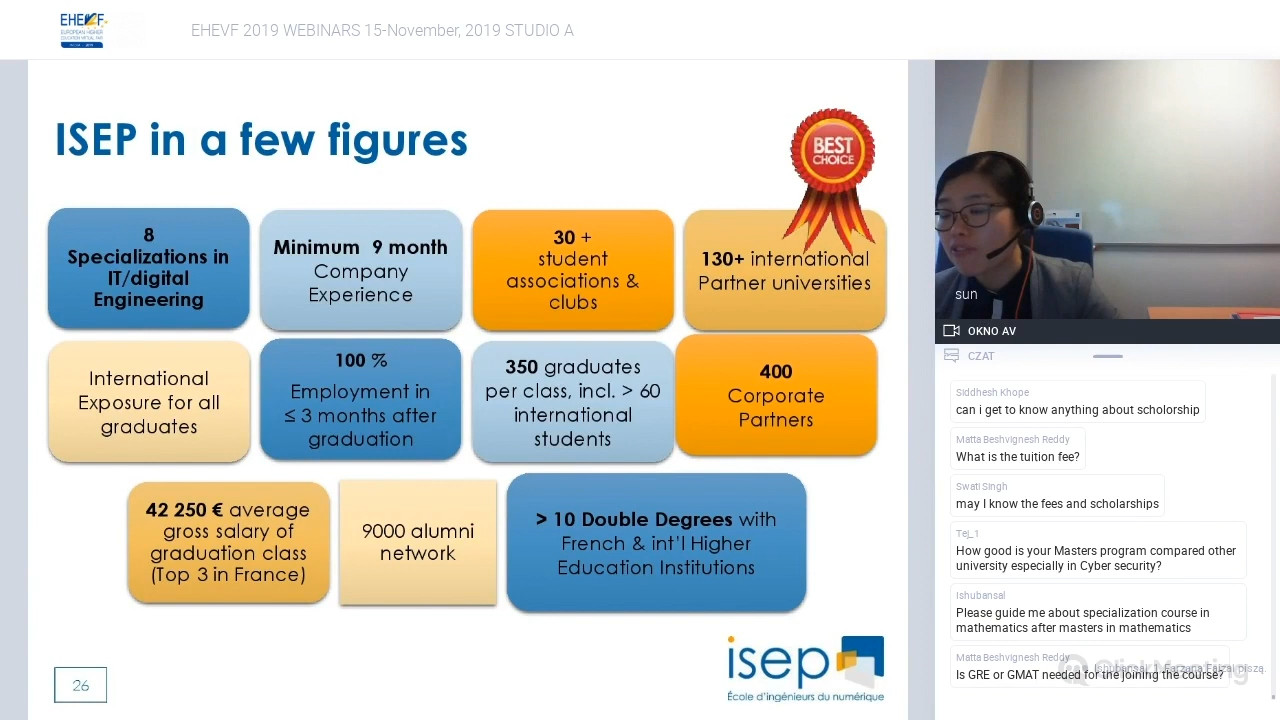 EHEVF
EUROPEAN HIGHER
EDUCATION VIRTUAL FAIR
EHEVF 2019 WEBINARS 15-November, 2019 STUDIO A
ISEP in a few figures
BEST
CHOICE
8
Specializations in
IT/digital
Engineering
Minimum 9 month
Company
Experience
30 +
student
associations &
clubs
130+ international
Partner universities
International
Exposure for all
graduates
100 %
Employment in
≤ 3 months after
graduation
350 graduates
per class, incl. > 60
international
students
400
Corporate
Partners
42 250 € average
gross salary of
graduation class
(Top 3 in France)
9000 alumni
network
> 10 Double Degrees with
French & int'l Higher
Education Institutions
26
isep
École d'ingénieurs du numérique
sun
OKNO AV
CZAT
Siddhesh Khope
can i get to know anything about scholorship
Matta Beshvignesh Reddy
What is the tuition fee?
Swati Singh
may I know the fees and scholarships
Tej_1
How good is your Masters program compared other
university especially in Cyber security?
Ishubansal
Please guide me about specialization course in
mathematics after masters in mathematics
Matta Beshvignesh Reddy
Is GRE or GMAT needed for the joining the course?
ClickMeeting